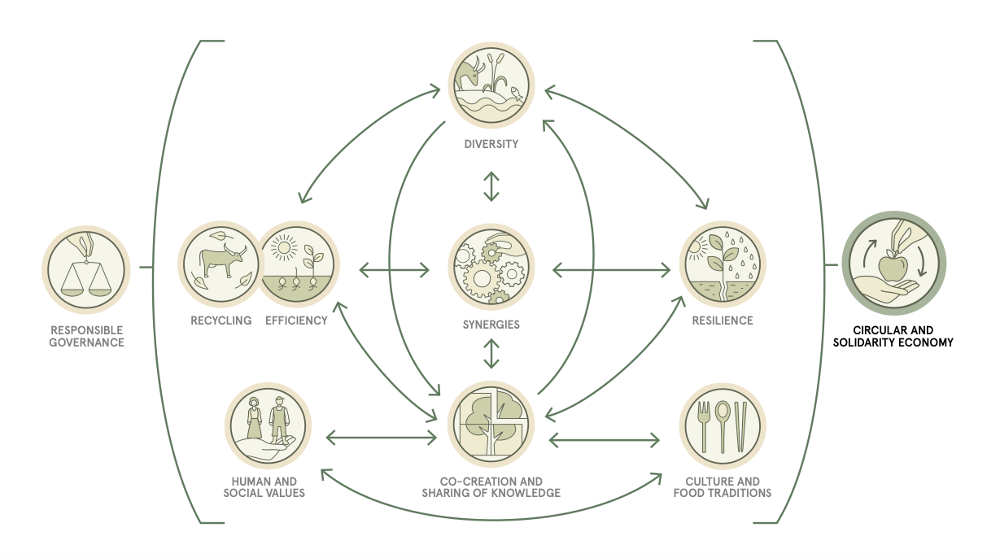 DIVERSITY
RECYCLING
EFFICIENCY
SYNERGIES
RESILIENCE
RESPONSIBLE
GOVERNANCE
CIRCULAR AND
SOLIDARITY ECONOMY
HUMAN AND
SOCIAL VALUES
CO-CREATION AND
SHARING OF KNOWLEDGE
CULTURE AND
FOOD TRADITIONS